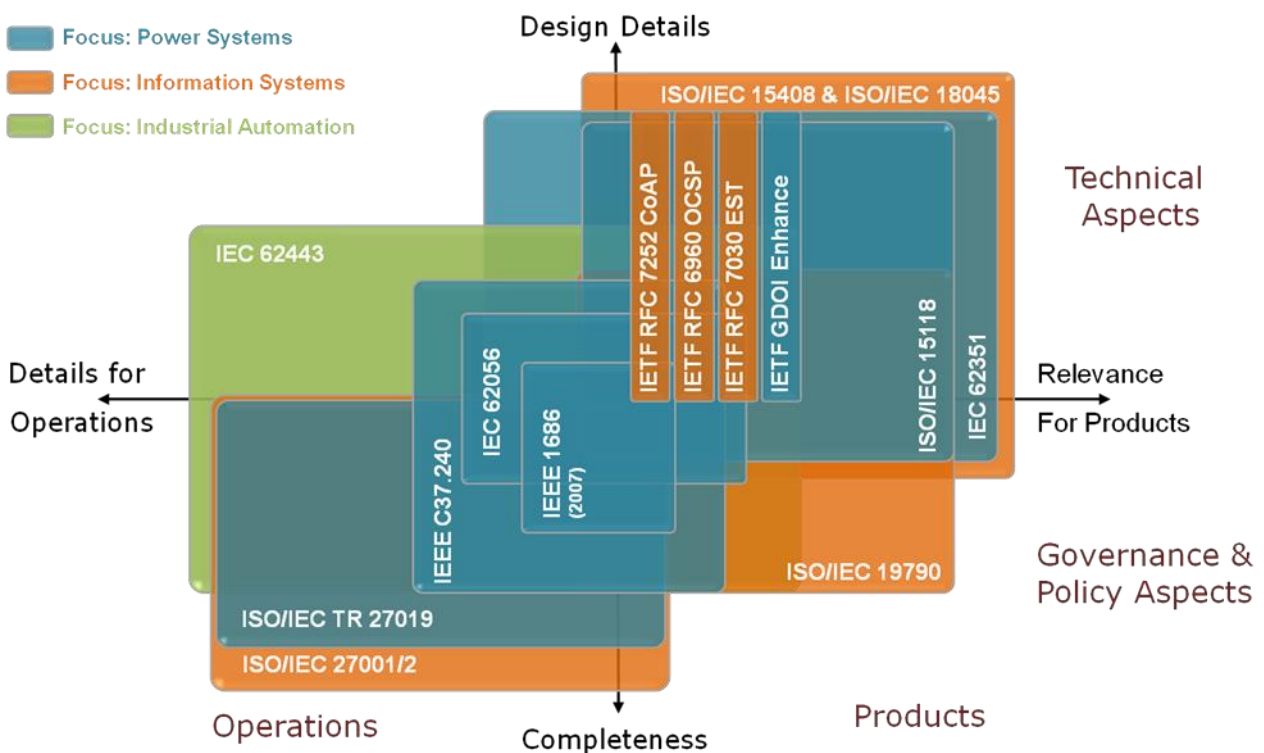 Design Details
Focus: Power Systems
Focus: Information Systems
Focus: Industrial Automation
ISO/IEC 15408 & ISO/IEC 18045
Technical
Aspects
IEC 62443
IETF RFC 7252 CoAP
IETF RFC 6960 OCSP
IETF RFC 7030 EST
IETF GDOI Enhance
ISO/IEC 15118
IEC 62351
Details for
Operations
Relevance
For Products
IEC 62056
IEEE C37.240
IEEE 1686
(2007)
Governance &
Policy Aspects
ISO/IEC 19790
ISO/IEC TR 27019
ISO/IEC 27001/2
Operations
Completeness
Products